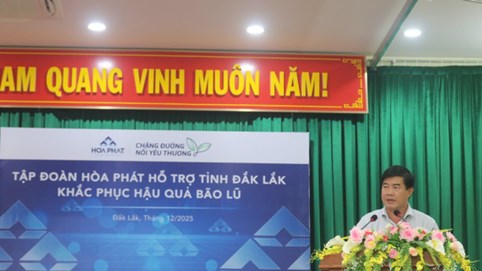 AM QUANG VINH MUÔN NĂM!
HÒA PHÁT
CHẶNG ĐƯỜNG
NỐI YÊU THƯƠNG
TẬP ĐOÀN HÒA PHÁT HỖ TRỢ TỈNH ĐẮK LẮK
KHẮC PHỤC HẬU QUẢ BÃO LŨ
Đắk Lắk, Tháng 12/2025